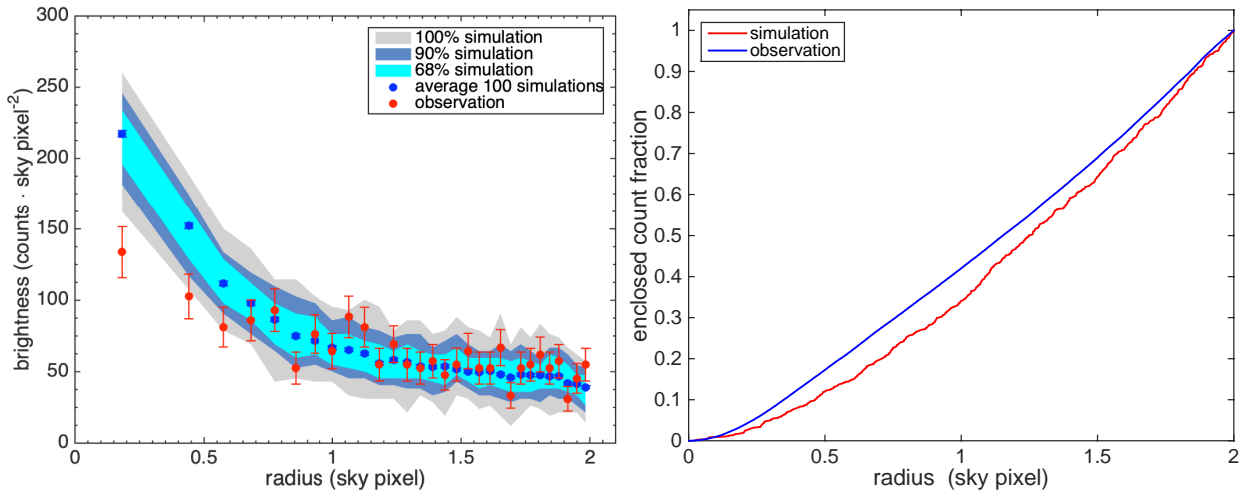 300
250
200
150
100
50
0
0
0.5
1
1.5
2
brightness (counts · sky pixel⁻²)
radius (sky pixel)
100% simulation
90% simulation
68% simulation
average 100 simulations
observation
1
0.9
0.8
0.7
0.6
0.5
0.4
0.3
0.2
0.1
0
0
0.5
1
1.5
2
enclosed count fraction
radius (sky pixel)
simulation
observation